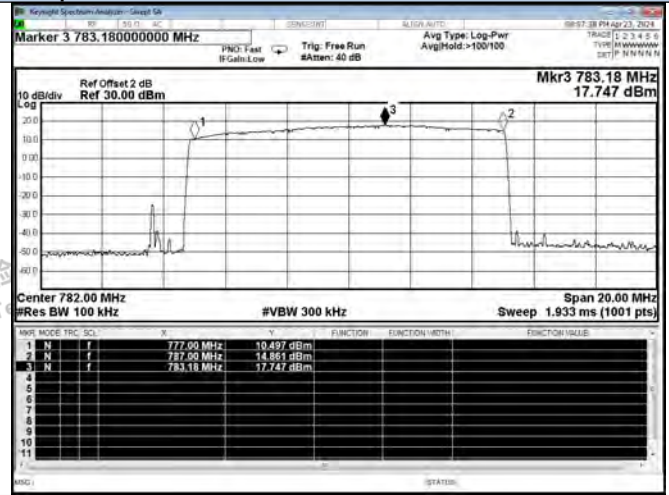 Keysight Spectrum Analyzer - Swept SA
RF 50 Ω AC SENSE:INT ALIGN AUTO 08:57:38 PM Apr 23, 2024
Marker 3 783.180000000 MHz
PNO: Fast
IFGain:Low
Trig: Free Run
#Atten: 40 dB
Avg Type: Log-Pwr
Avg|Hold:>100/100
TRACE 1 2 3 4 5 6
TYPE M W W W W W
DET P N N N N N
Ref Offset 2 dB
10 dB/div Ref 30.00 dBm
Mkr3 783.18 MHz
17.747 dBm
Log
20.0
10.0
0.00
-10.0
-20.0
-30.0
-40.0
-50.0
-60.0
1
3
2
Center 782.00 MHz Span 20.00 MHz
#Res BW 100 kHz #VBW 300 kHz Sweep 1.933 ms (1001 pts)
MKR MODE TRC SCL X Y FUNCTION FUNCTION WIDTH FUNCTION VALUE
1 N f 777.00 MHz 10.497 dBm
2 N f 787.00 MHz 14.861 dBm
3 N f 783.18 MHz 17.747 dBm
4
5
6
7
8
9
10
11
MSG STATUS